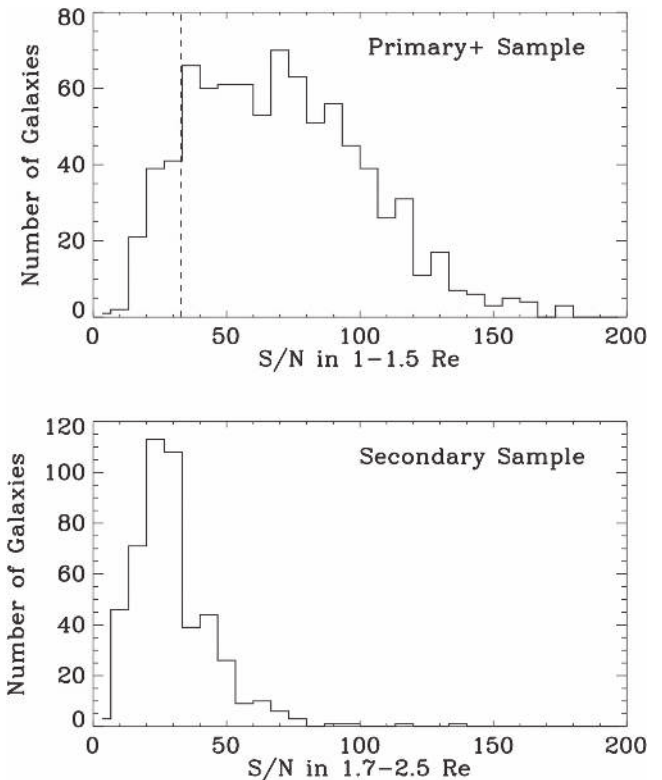 80
Primary+ Sample
60
40
20
0
Number of Galaxies
0 50 100 150 200
S/N in 1−1.5 Re
120
Secondary Sample
100
80
60
40
20
0
Number of Galaxies
0 50 100 150 200
S/N in 1.7−2.5 Re